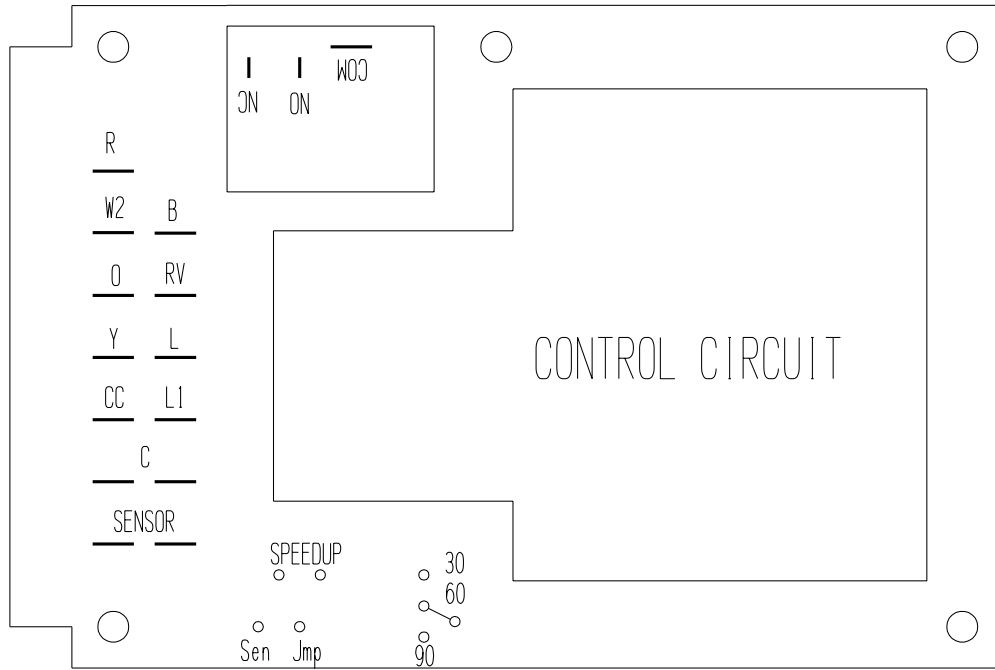 COM
NC
NO
R
W2
B
O
RV
Y
L
CONTROL CIRCUIT
CC
L1
C
SENSOR
SPEEDUP
30
60
Sen
Jmp
90